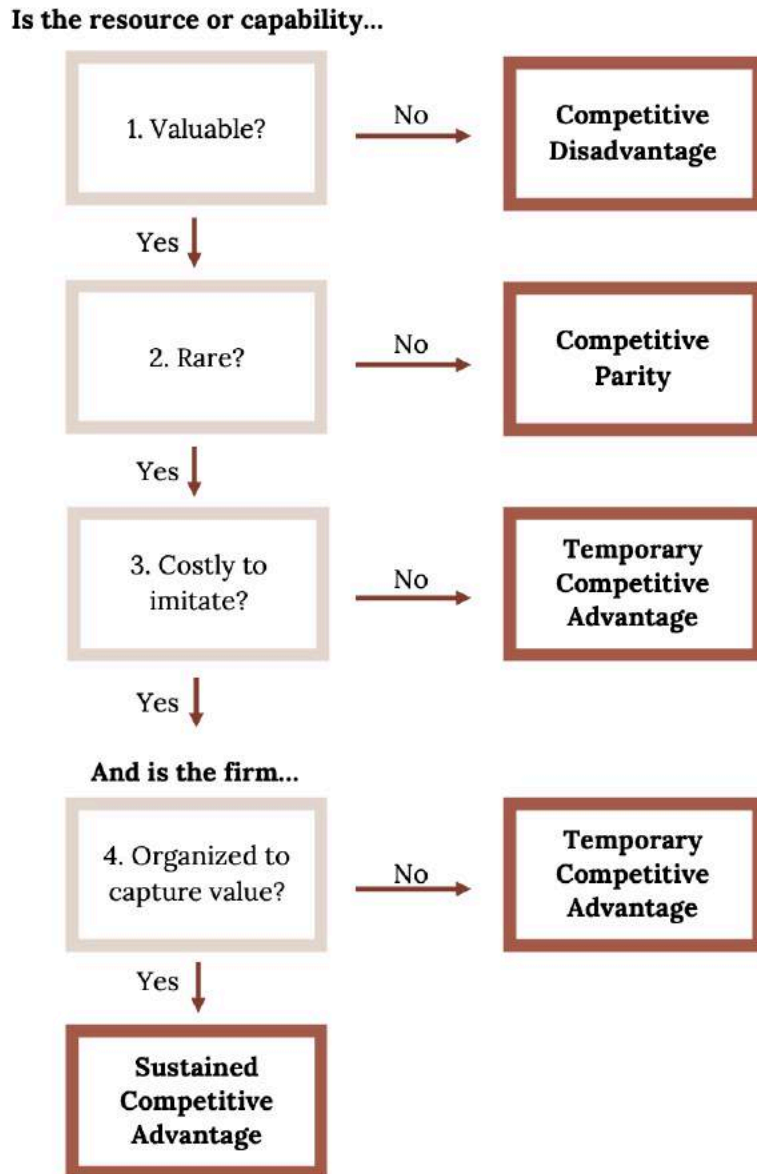 Is the resource or capability...
1. Valuable?
No
Competitive
Disadvantage
Yes
2. Rare?
No
Competitive
Parity
Yes
3. Costly to
imitate?
No
Temporary
Competitive
Advantage
Yes
And is the firm...
4. Organized to
capture value?
No
Temporary
Competitive
Advantage
Yes
Sustained
Competitive
Advantage